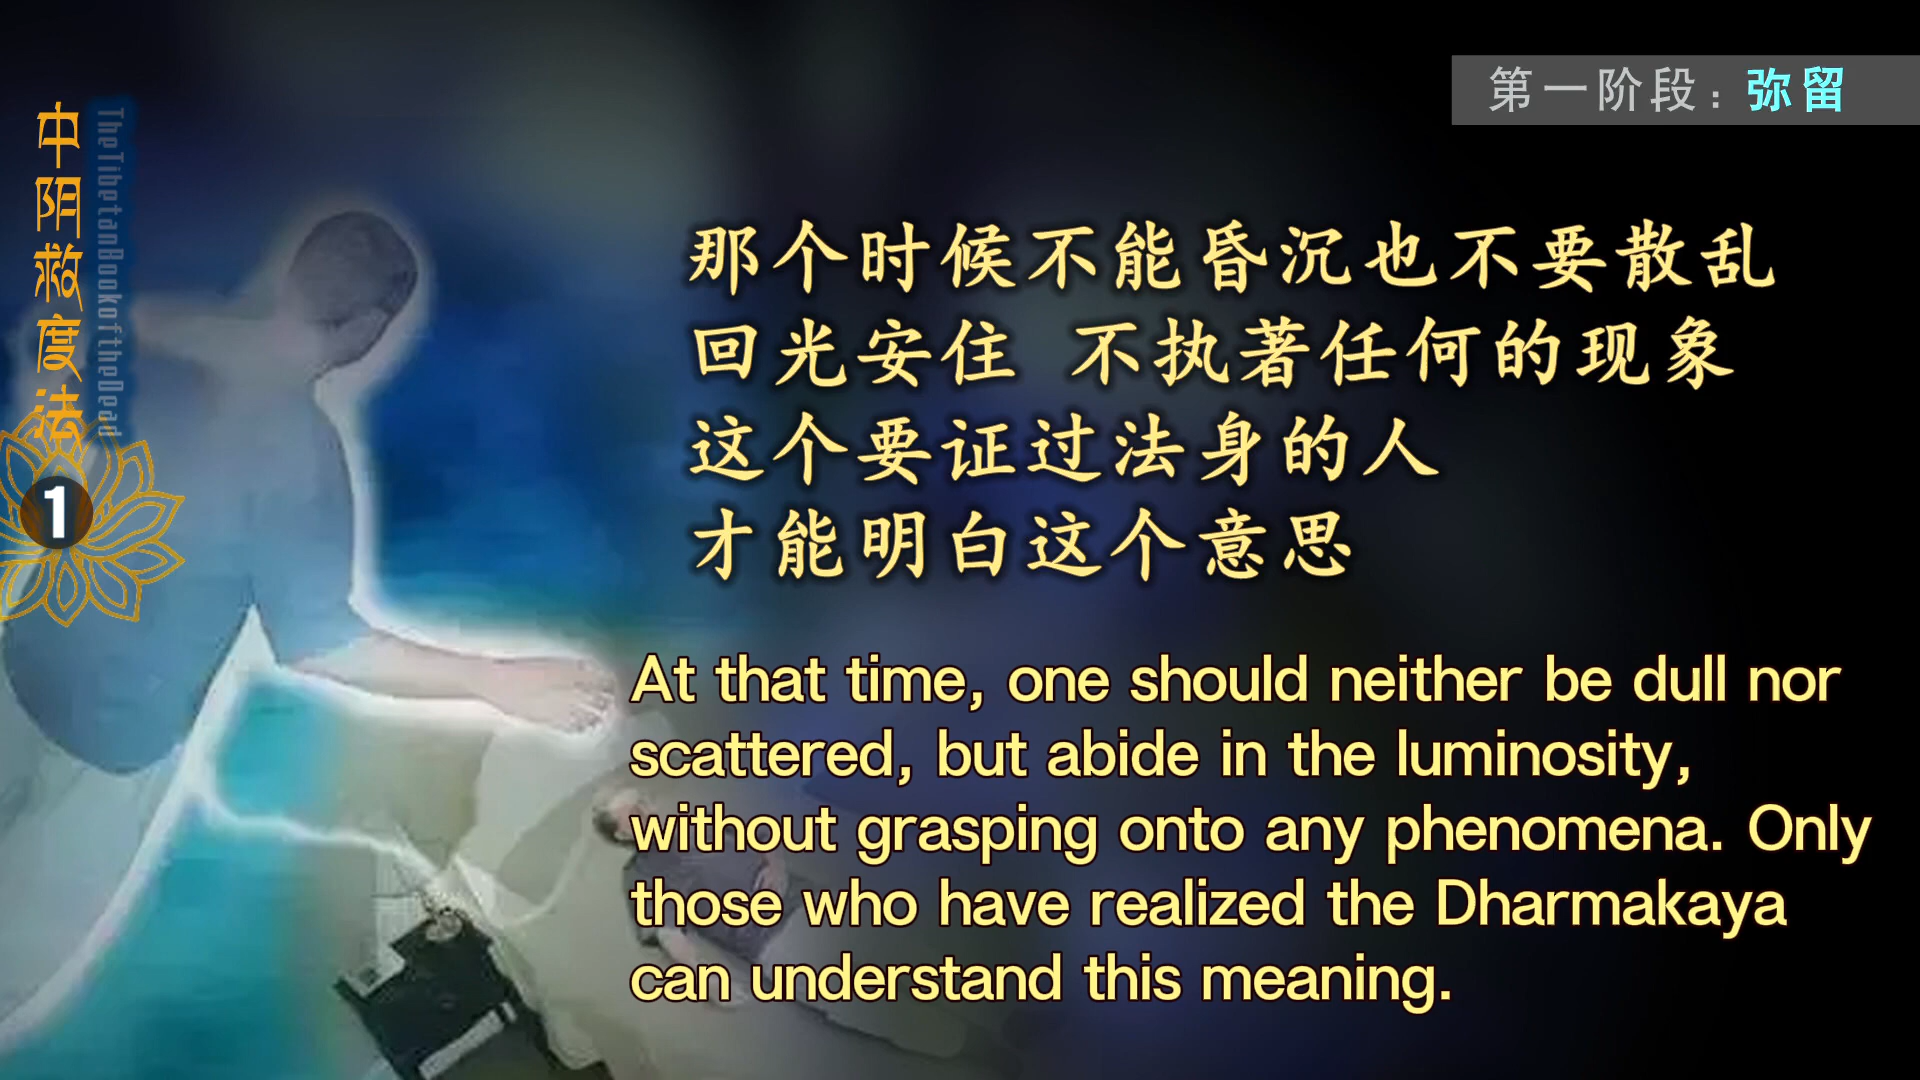 第一阶段：弥留
中阴救度法
TheTibetanBookoftheDead
1
那个时候不能昏沉也不要散乱
回光安住 不执著任何的现象
这个要证过法身的人
才能明白这个意思
At that time, one should neither be dull nor
scattered, but abide in the luminosity,
without grasping onto any phenomena. Only
those who have realized the Dharmakaya
can understand this meaning.